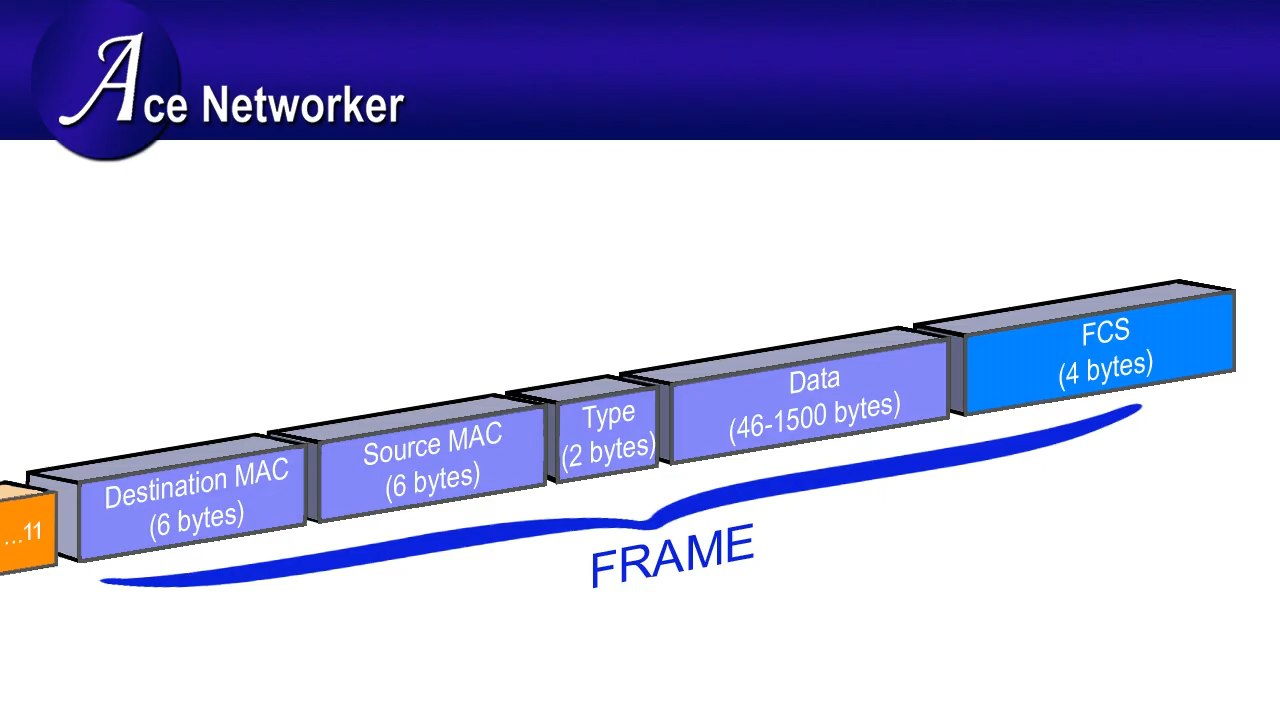 Ace Networker
...11
Destination MAC
(6 bytes)
Source MAC
(6 bytes)
Type
(2 bytes)
Data
(46-1500 bytes)
FCS
(4 bytes)
FRAME